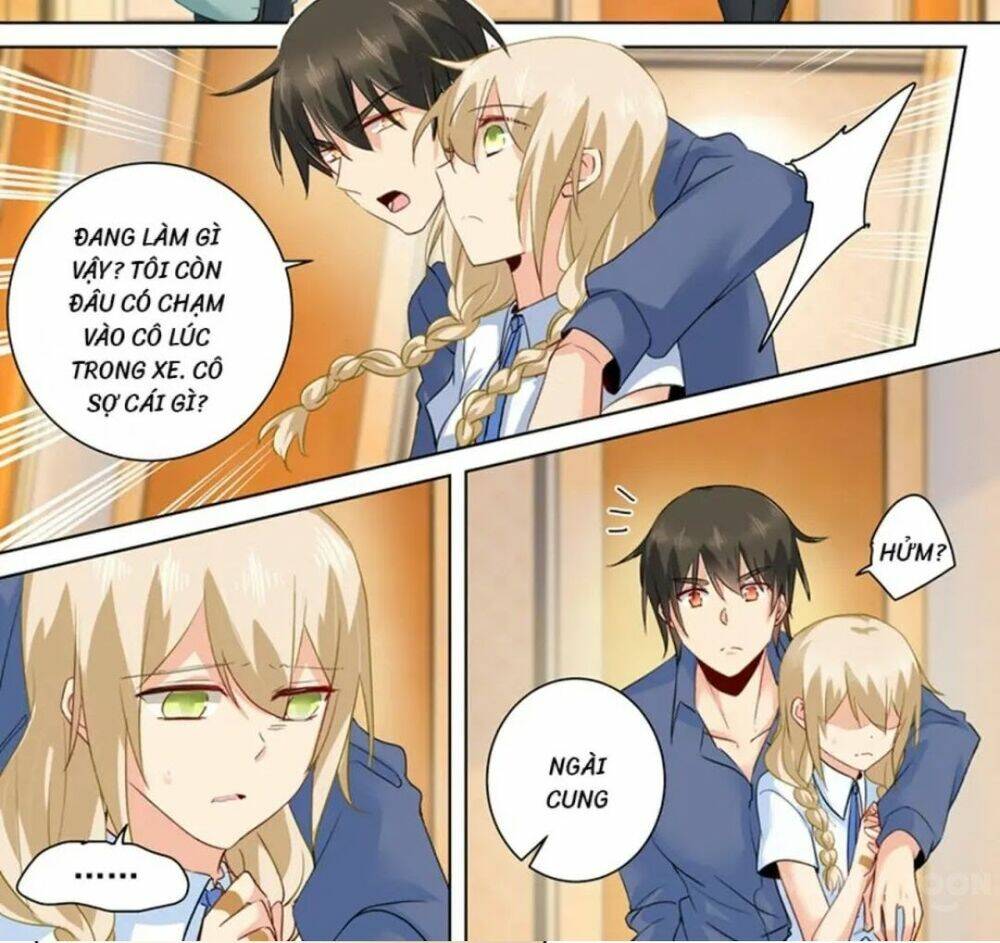 ĐANG LÀM GÌ
VẬY? TÔI CÒN
ĐÂU CÓ CHẠM
VÀO CÔ LÚC
TRONG XE. CÔ
SỢ CÁI GÌ?
......
HỬM?
NGÀI
CUNG